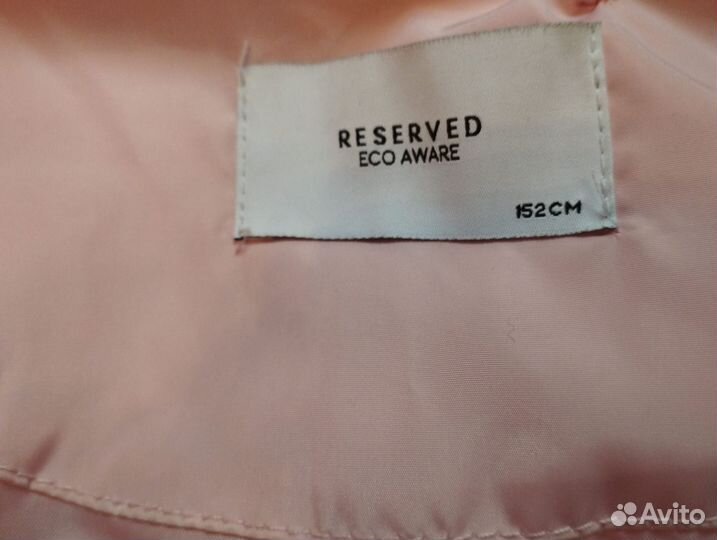 RESERVED
ECO AWARE
152CM
Avito